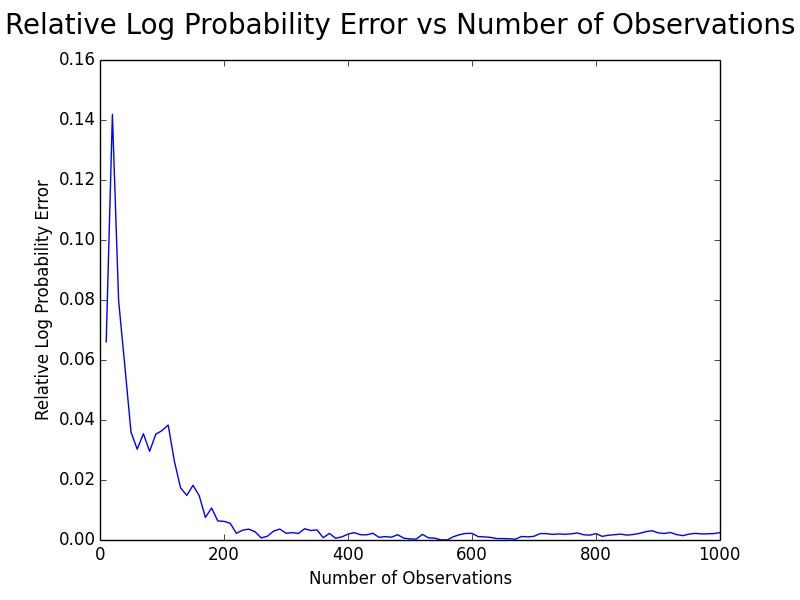 Relative Log Probability Error vs Number of Observations
0.16
0.14
0.12
0.10
0.08
0.06
0.04
0.02
0.00
Relative Log Probability Error
0 200 400 600 800 1000
Number of Observations